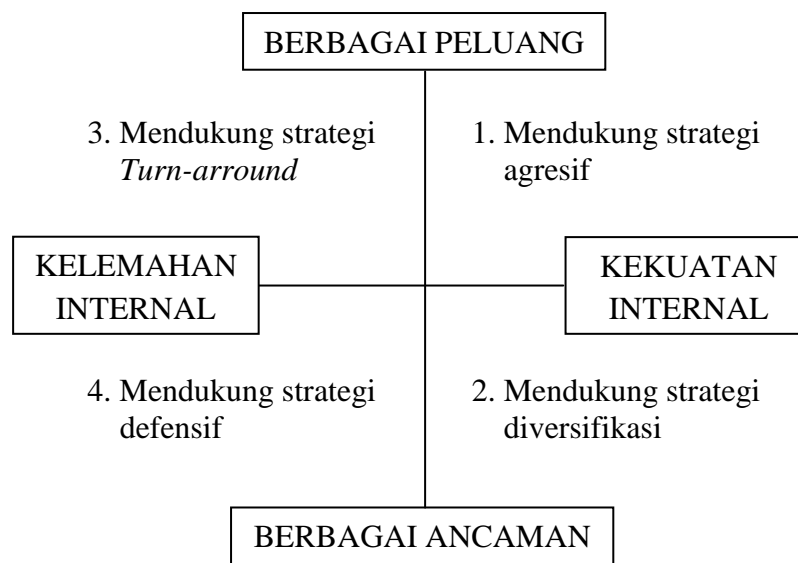 BERBAGAI PELUANG
3. Mendukung strategi
Turn-arround
1. Mendukung strategi
agresif
KELEMAHAN
INTERNAL
KEKUATAN
INTERNAL
4. Mendukung strategi
defensif
2. Mendukung strategi
diversifikasi
BERBAGAI ANCAMAN